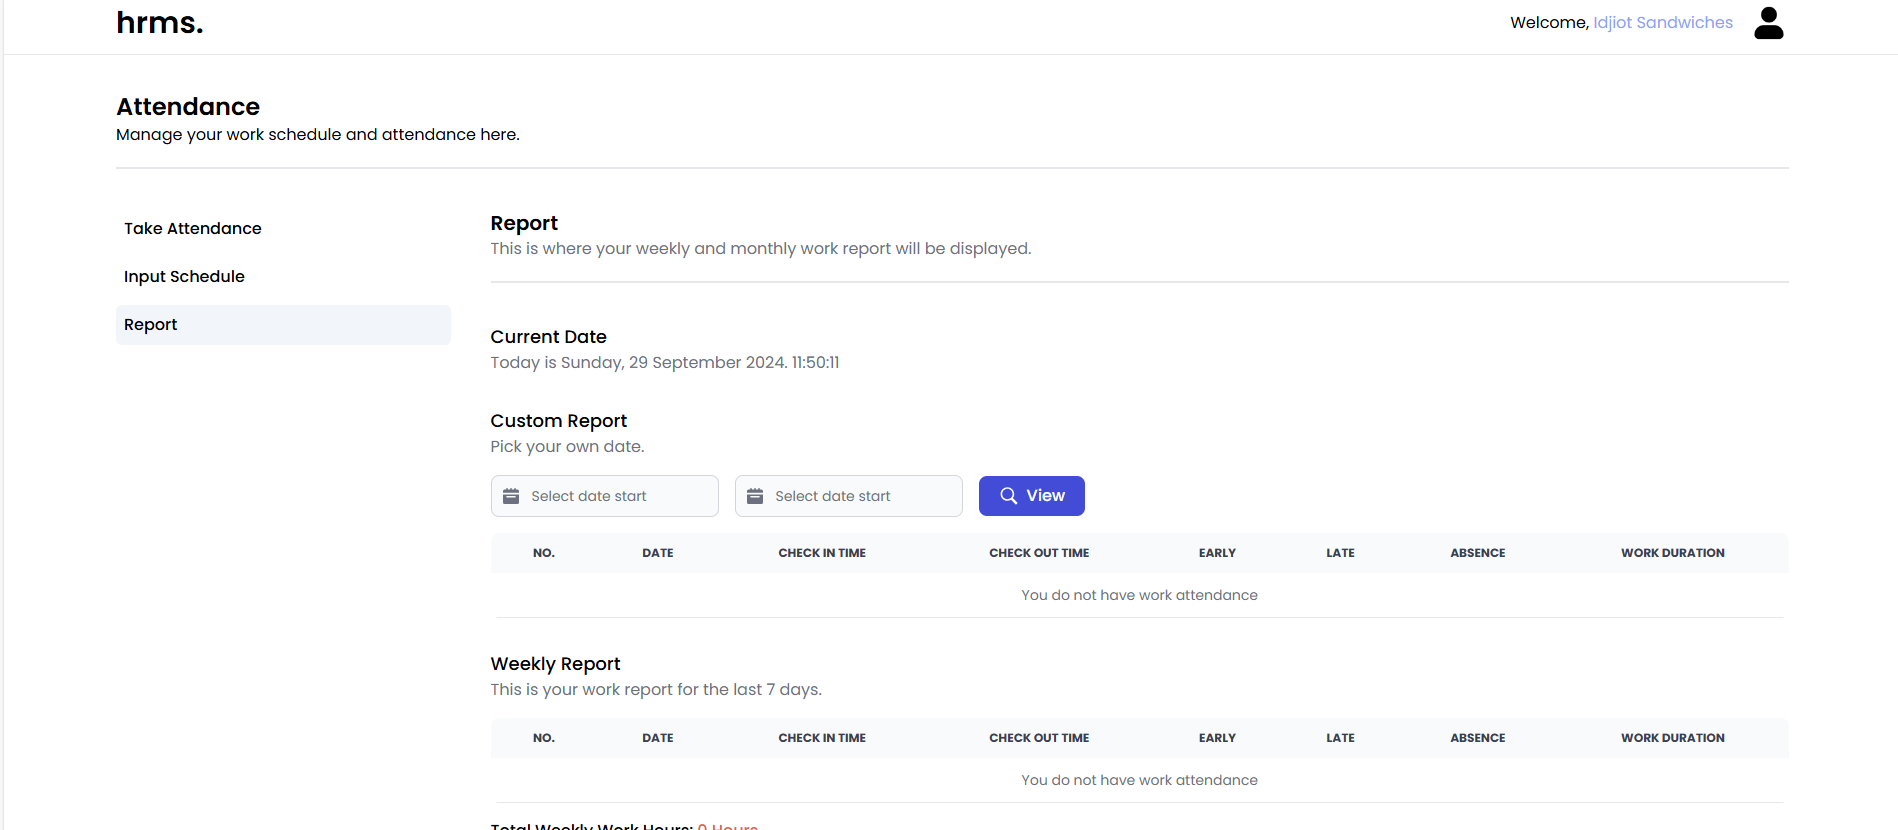 hrms.
Welcome, Idjiot Sandwiches
Attendance
Manage your work schedule and attendance here.
Take Attendance
Input Schedule
Report
Report
This is where your weekly and monthly work report will be displayed.
Current Date
Today is Sunday, 29 September 2024. 11:50:11
Custom Report
Pick your own date.
Select date start Select date start View
NO. DATE CHECK IN TIME CHECK OUT TIME EARLY LATE ABSENCE WORK DURATION
You do not have work attendance
Weekly Report
This is your work report for the last 7 days.
NO. DATE CHECK IN TIME CHECK OUT TIME EARLY LATE ABSENCE WORK DURATION
You do not have work attendance
Total Weekly Work Hours: 0 Hours